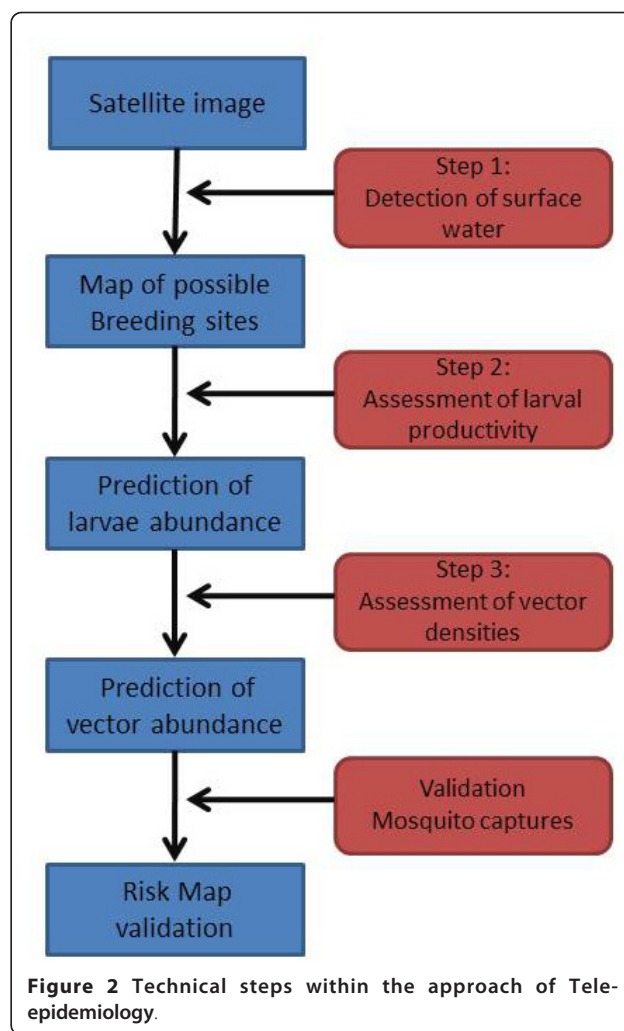 Satellite image
Step 1:
Detection of surface
water
Map of possible
Breeding sites
Step 2:
Assessment of larval
productivity
Prediction of
larvae abundance
Step 3:
Assessment of vector
densities
Prediction of
vector abundance
Validation
Mosquito captures
Risk Map
validation
Figure 2 Technical steps within the approach of Tele-
epidemiology.